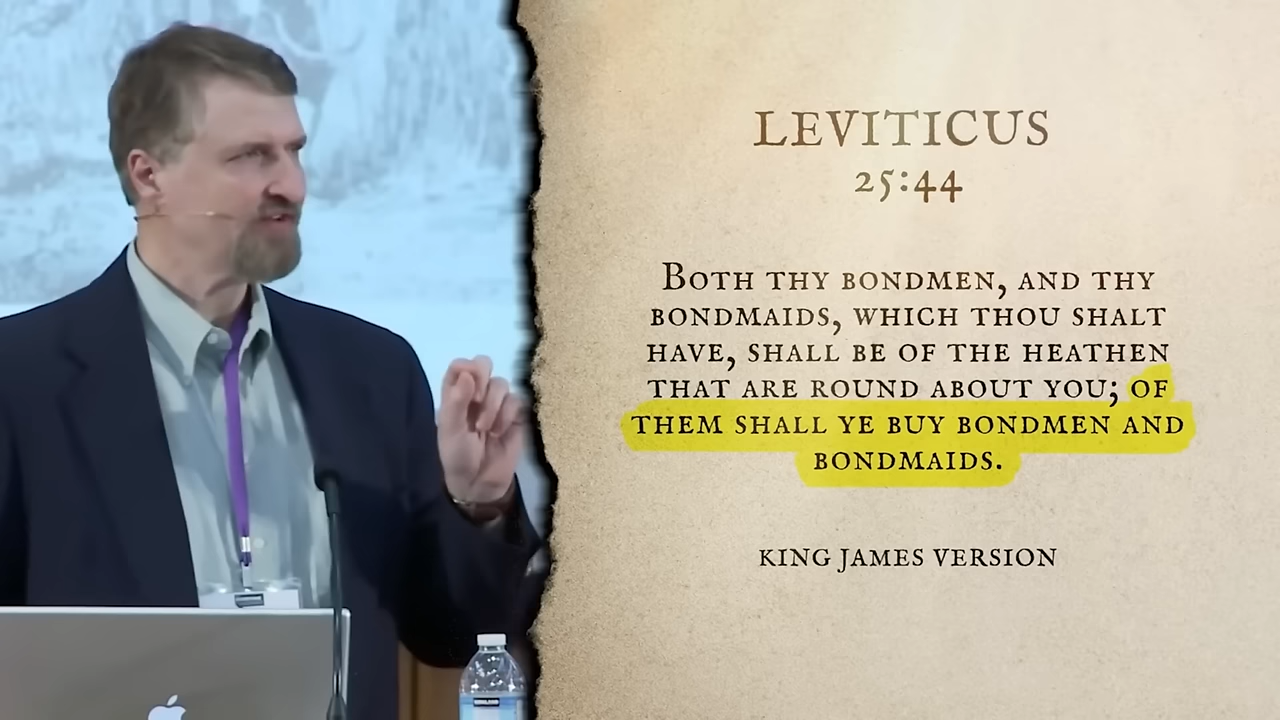 LEVITICUS
25:44
BOTH THY BONDMEN, AND THY
BONDMAIDS, WHICH THOU SHALT
HAVE, SHALL BE OF THE HEATHEN
THAT ARE ROUND ABOUT YOU; OF
THEM SHALL YE BUY BONDMEN AND
BONDMAIDS.
KING JAMES VERSION
KIRKLAND